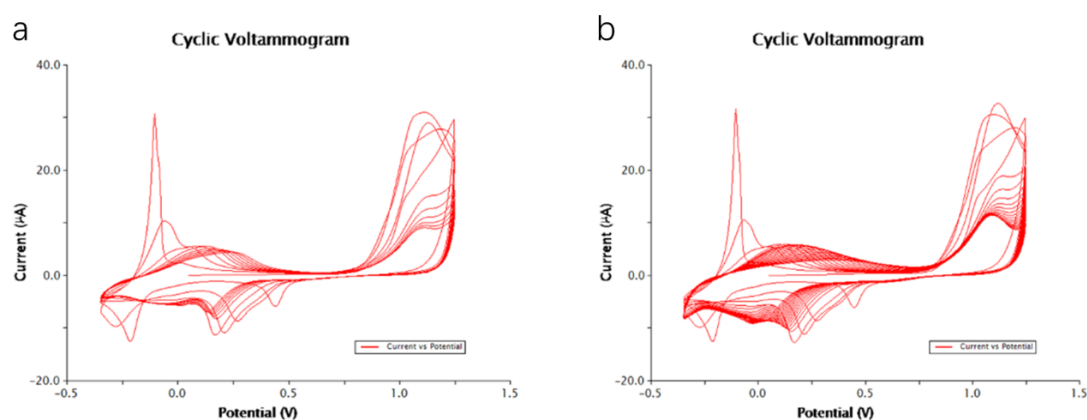 a
Cyclic Voltammogram
40.0
20.0
0.0
−20.0
Current (µA)
−0.5
0.0
0.5
1.0
1.5
Potential (V)
Current vs Potential
b
Cyclic Voltammogram
40.0
20.0
0.0
−20.0
Current (µA)
−0.5
0.0
0.5
1.0
1.5
Potential (V)
Current vs Potential